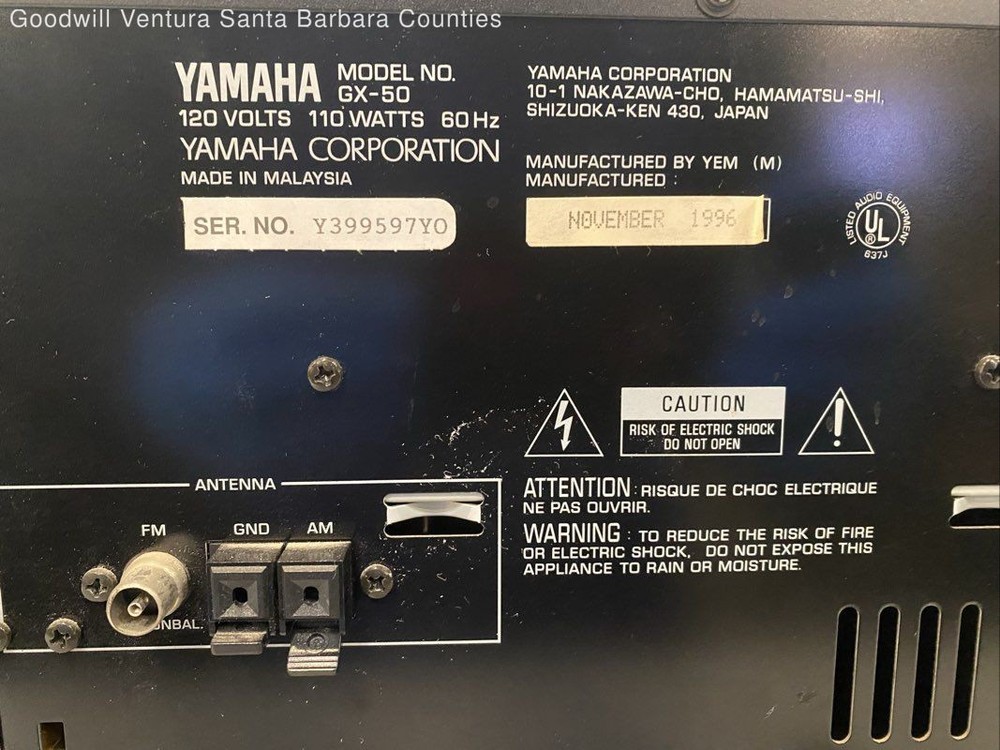 Goodwill Ventura Santa Barbara Counties
YAMAHA MODEL NO.
GX-50
120 VOLTS 110 WATTS 60 Hz
YAMAHA CORPORATION
MADE IN MALAYSIA
SER. NO. Y399597YO
YAMAHA CORPORATION
10-1 NAKAZAWA-CHO, HAMAMATSU-SHI,
SHIZUOKA-KEN 430, JAPAN
MANUFACTURED BY YEM (M)
MANUFACTURED :
NOVEMBER 1996
LISTED AUDIO EQUIPMENT
UL
®
637J
CAUTION
RISK OF ELECTRIC SHOCK
DO NOT OPEN
ATTENTION : RISQUE DE CHOC ELECTRIQUE
NE PAS OUVRIR.
WARNING : TO REDUCE THE RISK OF FIRE
OR ELECTRIC SHOCK, DO NOT EXPOSE THIS
APPLIANCE TO RAIN OR MOISTURE.
ANTENNA
FM GND AM
UNBAL.